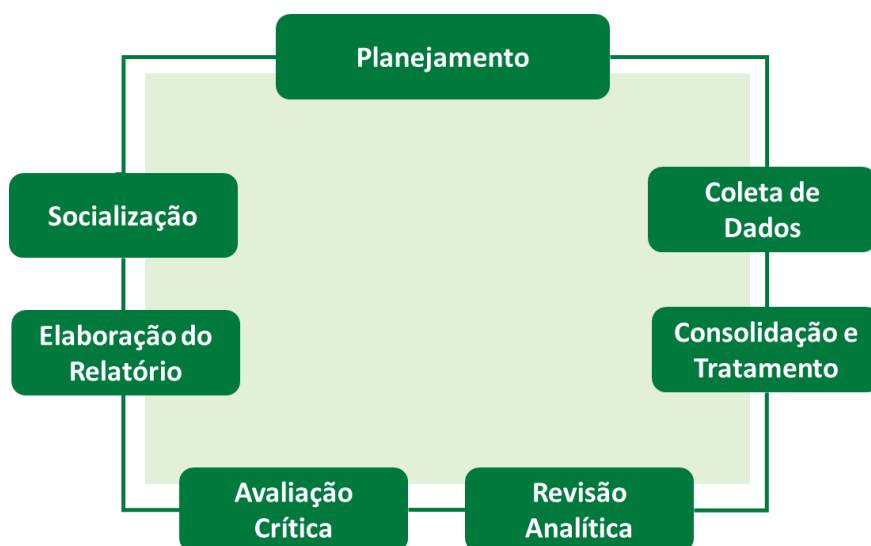 Planejamento
Socialização
Coleta de
Dados
Elaboração do
Relatório
Consolidação e
Tratamento
Avaliação
Crítica
Revisão
Analítica